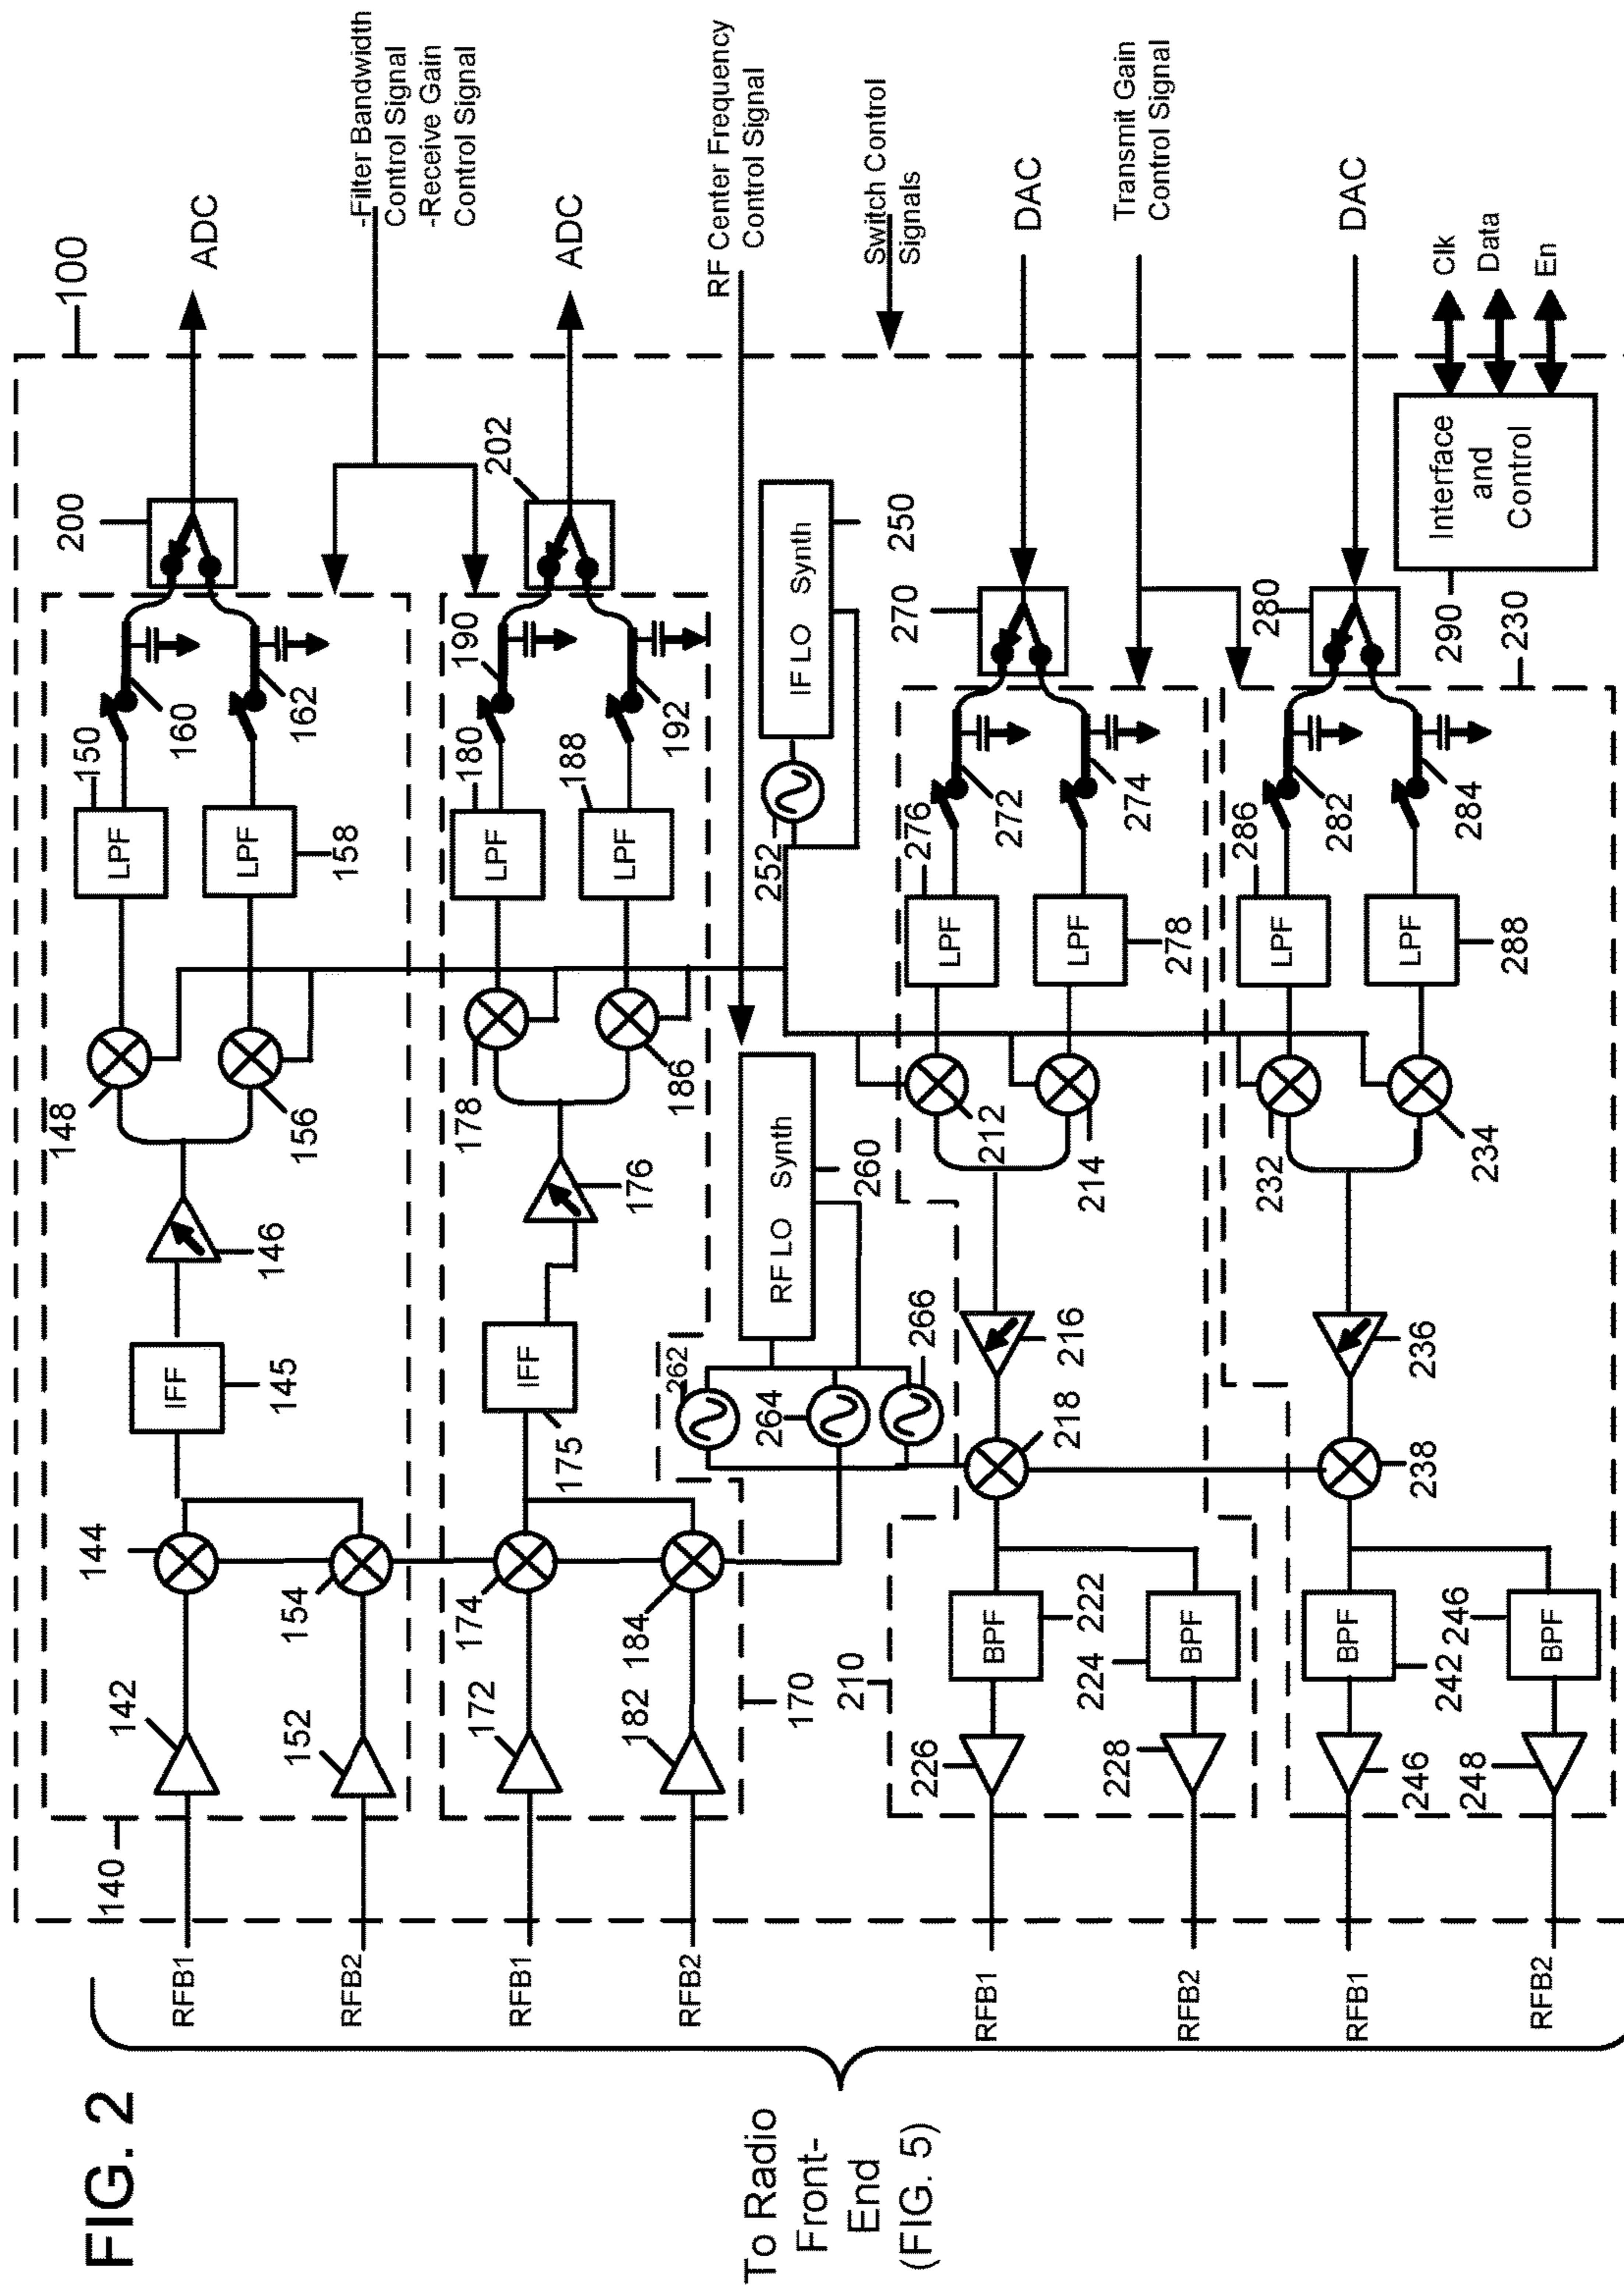 FIG. 2
To Radio
Front-
End
(FIG. 5)
100
140
RFB1
142
144
145
IFF
146
148
150
LPF
160
200
ADC
RFB2
152
154
156
158
LPF
162
-Filter Bandwidth
Control Signal
-Receive Gain
Control Signal
170
RFB1
172
174
175
IFF
176
178
180
LPF
190
202
ADC
RFB2
182
184
186
188
LPF
192
RF Center Frequency
Control Signal
262
264
266
RF LO Synth
260
252
IF LO Synth
250
Switch Control
Signals
210
RFB1
226
222
BPF
218
216
212
276
LPF
272
270
DAC
RFB2
228
224
BPF
214
278
LPF
274
Transmit Gain
Control Signal
230
RFB1
246
242
BPF
238
236
232
286
LPF
282
280
DAC
RFB2
248
246
BPF
234
288
LPF
284
290
Interface
and
Control
Clk
Data
En